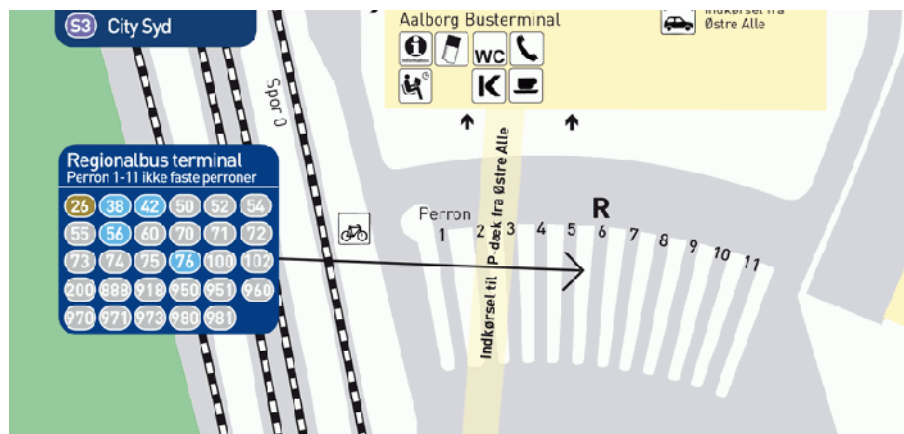 S3 City Syd
Aalborg Busterminal
Indkørsel fra
Østre Alle
information
WC
K
Spor 0
Indkørsel til P-dæk fra Østre Alle
Regionalbus terminal
Perron 1-11 ikke faste perroner
26 38 42 50 52 54
55 56 60 70 71 72
73 74 75 76 100 102
200 888 918 950 951 960
970 971 973 980 981
R
Perron
1 2 3 4 5 6 7 8 9 10 11